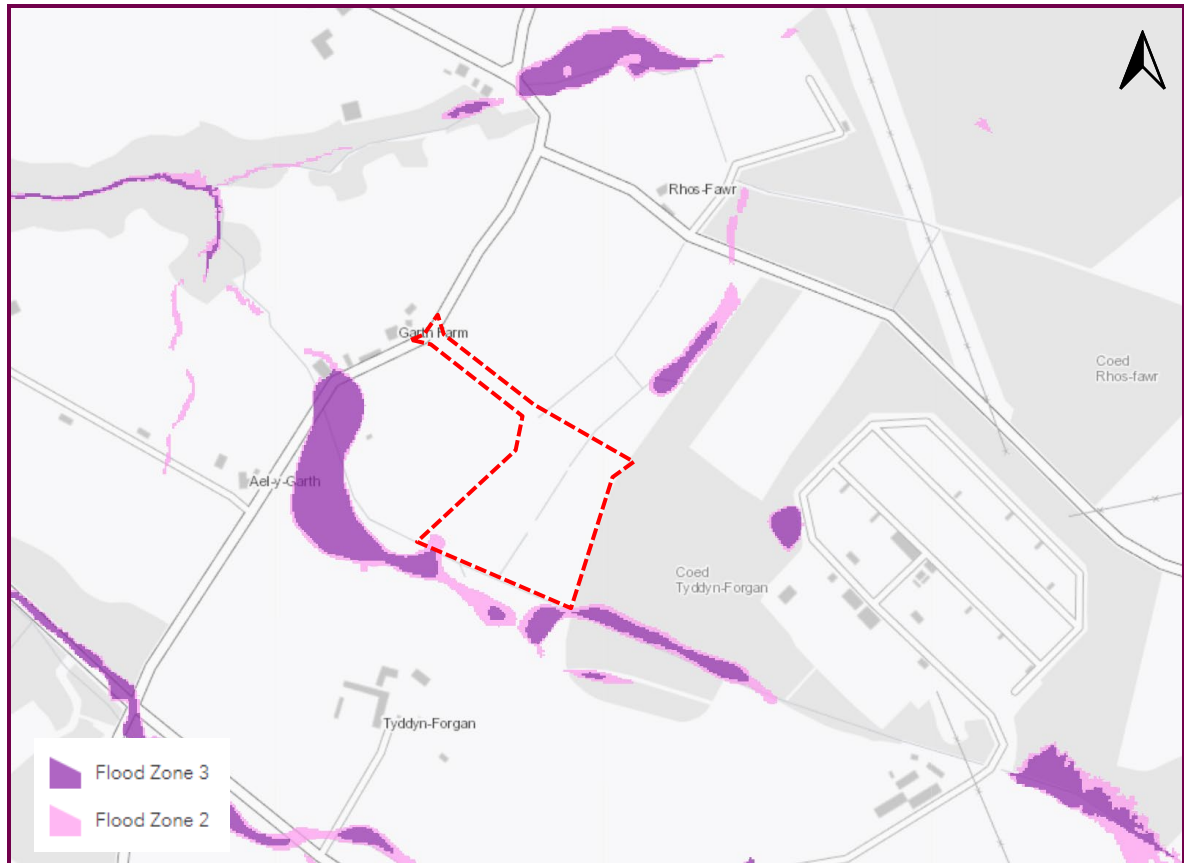 Rhos-Fawr
Garth Farm
Coed
Rhos-fawr
Ael-y-Garth
Coed
Tyddyn-Forgan
Tyddyn-Forgan
Flood Zone 3
Flood Zone 2